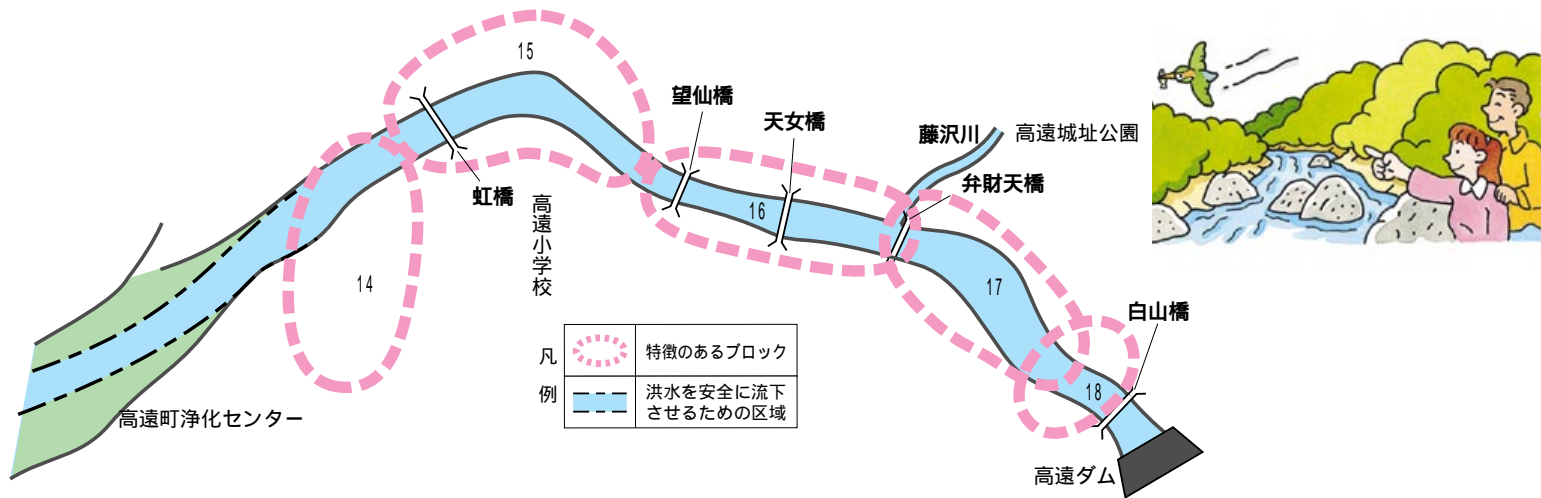 15
望仙橋
天女橋
藤沢川
高遠城址公園
弁財天橋
虹橋
16
高遠小学校
14
17
白山橋
凡例
特徴のあるブロック
洪水を安全に流下
させるための区域
18
高遠町浄化センター
高遠ダム